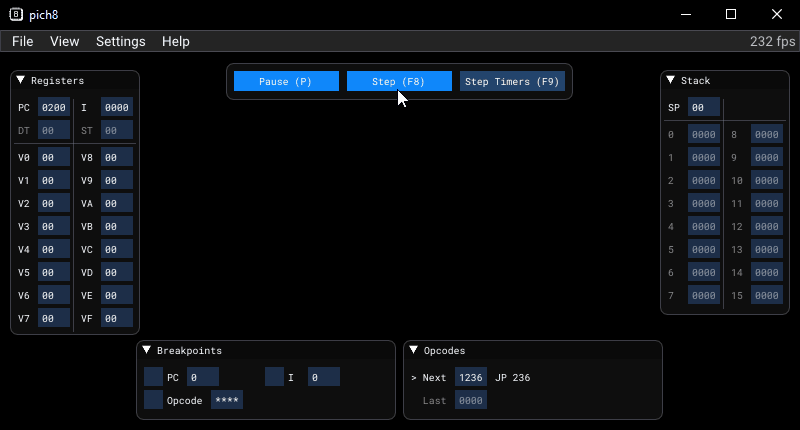 pich8
File View Settings Help 232 fps
Pause (P) Step (F8) Step Timers (F9)
Registers
PC 0200 I 0000
DT 00 ST 00
V0 00 V8 00
V1 00 V9 00
V2 00 VA 00
V3 00 VB 00
V4 00 VC 00
V5 00 VD 00
V6 00 VE 00
V7 00 VF 00
Stack
SP 00
0 0000 8 0000
1 0000 9 0000
2 0000 10 0000
3 0000 11 0000
4 0000 12 0000
5 0000 13 0000
6 0000 14 0000
7 0000 15 0000
Breakpoints
PC 0 I 0
Opcode ****
Opcodes
> Next 1236 JP 236
Last 0000